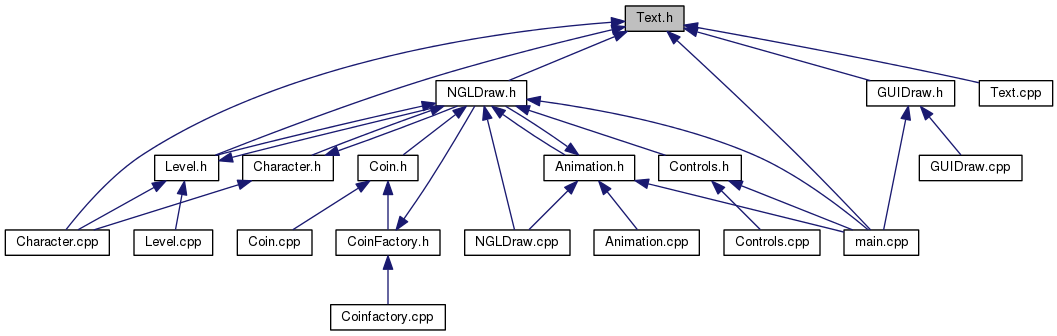 Text.h
NGLDraw.h
GUIDraw.h
Text.cpp
Level.h
Character.h
Coin.h
Animation.h
Controls.h
GUIDraw.cpp
Character.cpp
Level.cpp
Coin.cpp
CoinFactory.h
NGLDraw.cpp
Animation.cpp
Controls.cpp
main.cpp
Coinfactory.cpp